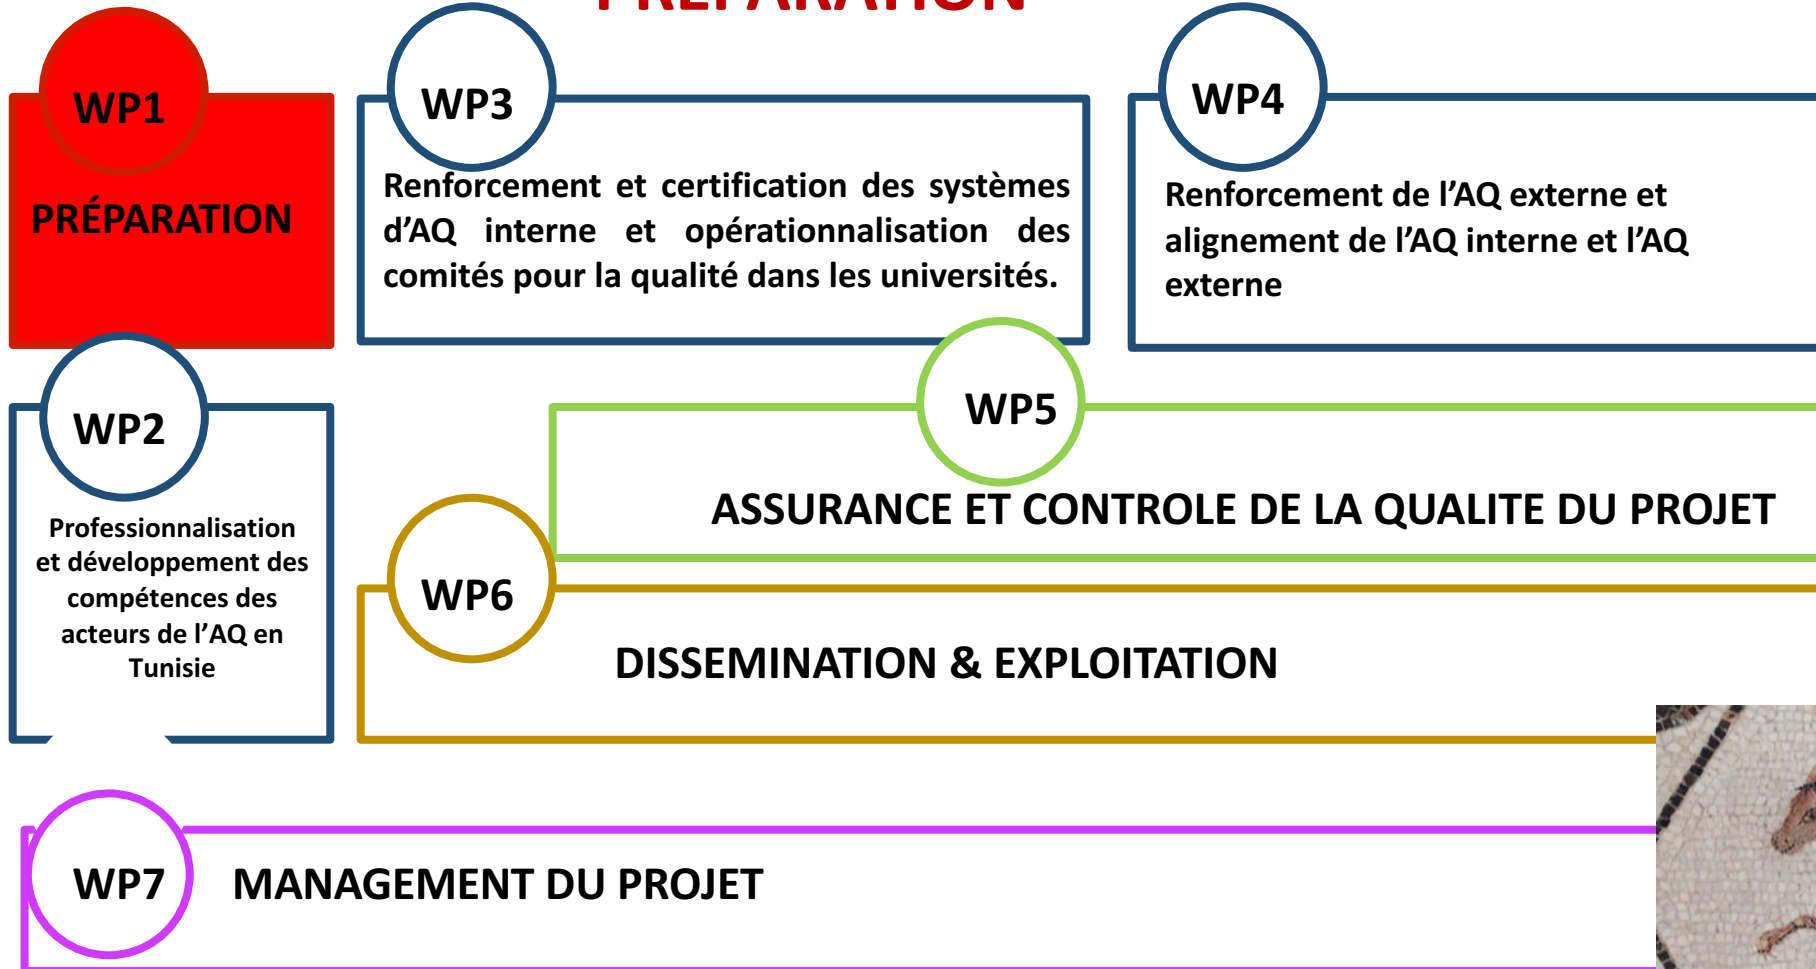 PRÉPARATION
WP1
PRÉPARATION
WP3
Renforcement et certification des systèmes
d’AQ interne et opérationnalisation des
comités pour la qualité dans les universités.
WP4
Renforcement de l’AQ externe et
alignement de l’AQ interne et l’AQ
externe
WP2
Professionnalisation
et développement des
compétences des
acteurs de l’AQ en
Tunisie
WP5
ASSURANCE ET CONTROLE DE LA QUALITE DU PROJET
WP6
DISSEMINATION & EXPLOITATION
WP7
MANAGEMENT DU PROJET